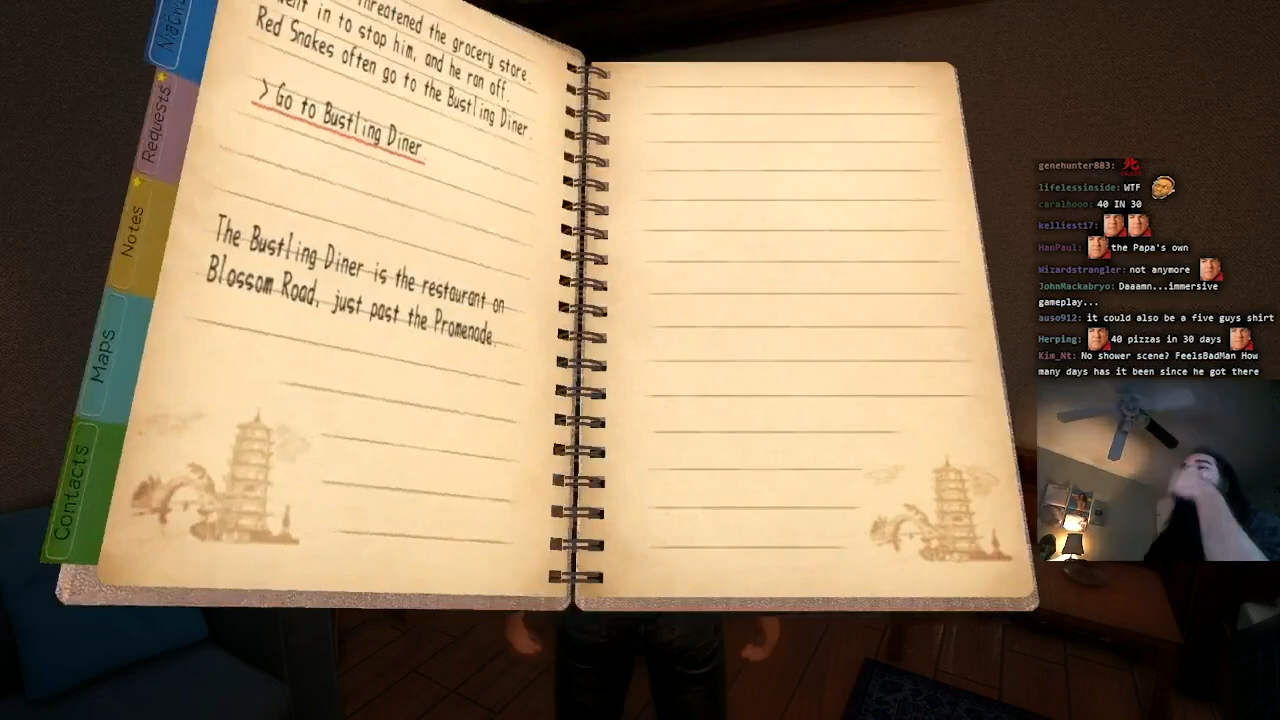 threatened the grocery store.
went in to stop him, and he ran off.
Red Snakes often go to the Bustling Diner.
> Go to Bustling Diner
The Bustling Diner is the restaurant on
Blossom Road, just past the Promenade.
Requests
Notes
Maps
Contacts
genehunter883: 死
lifelessinside: WTF
caralhooo: 40 IN 30
kelliest17:
HanPaul: the Papa's own
Wizardstrangler: not anymore
JohnMackabryo: Daaamn...immersive
gameplay...
auso912: it could also be a five guys shirt
Herping: 40 pizzas in 30 days
Kim_Nt: No shower scene? FeelsBadMan How
many days has it been since he got there